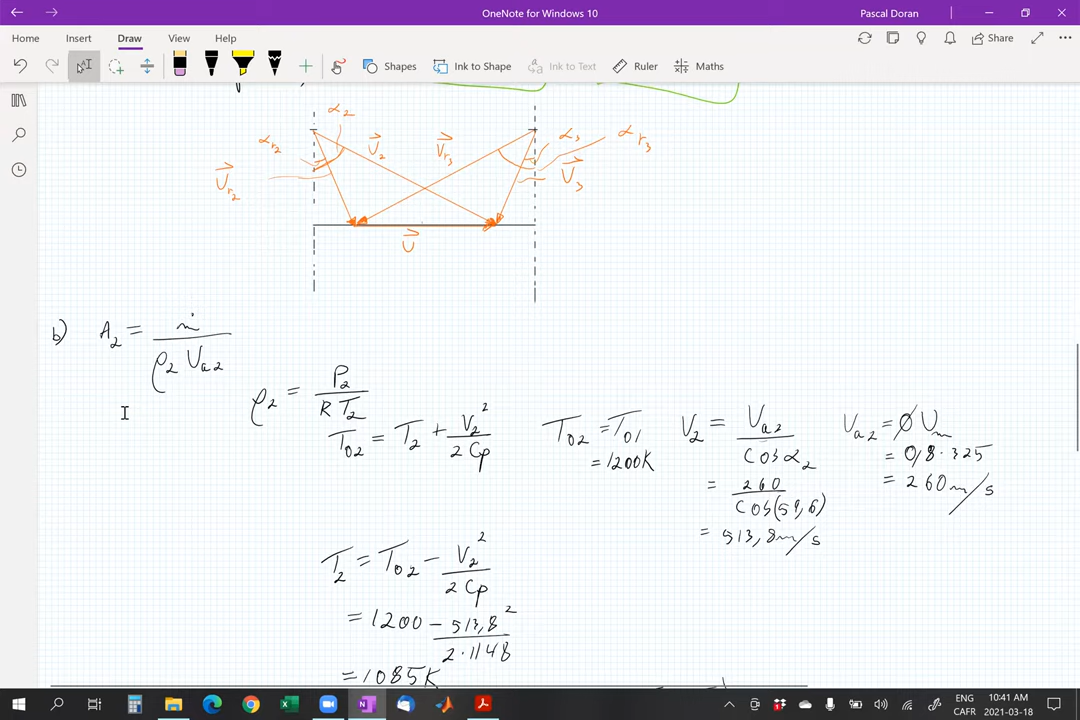 OneNote for Windows 10
Pascal Doran
Home Insert Draw View Help
Share
Shapes Ink to Shape Ink to Text Ruler Maths
α2
αr2 V2 Vr3 α3 αr3
Vr2 V3
U
b) A2 = ṁ / ρ2 Va2
ρ2 = P2 / R T2
T02 = T2 + V2² / 2 Cp
T02 = T01
= 1200K
V2 = Va2 / cos α2
= 260 / cos(59,6)
= 513,8 m/s
Va2 = φ Um
= 0,8 · 325
= 260 m/s
T2 = T02 − V2² / 2 Cp
= 1200 − 513,8² / 2 · 1148
= 1085K
ENG
CAFR
10:41 AM
2021-03-18